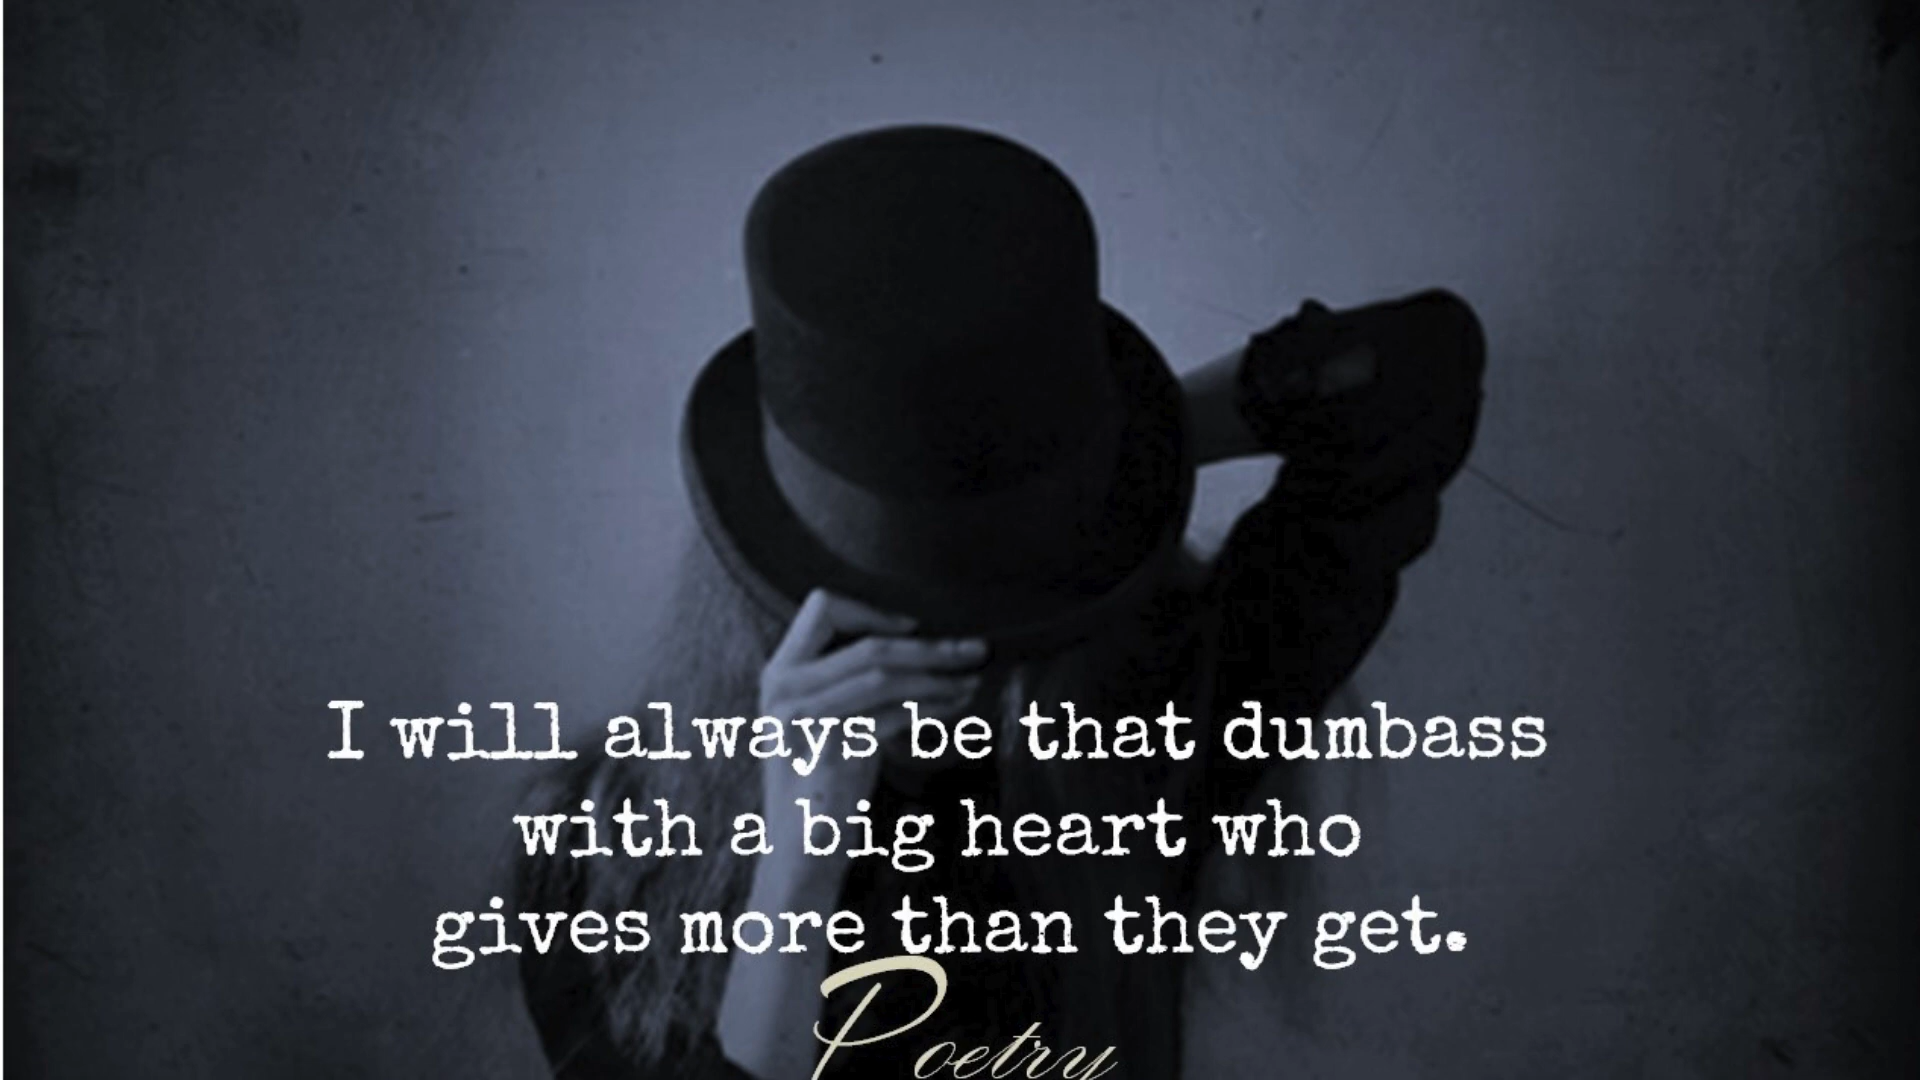 I will always be that dumbass
with a big heart who
gives more than they get.
Poetry